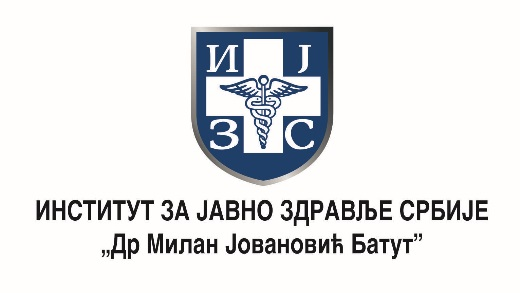 И Ј
З С
ИНСТИТУТ ЗА ЈАВНО ЗДРАВЉЕ СРБИЈЕ
„Др Милан Јовановић Батут”